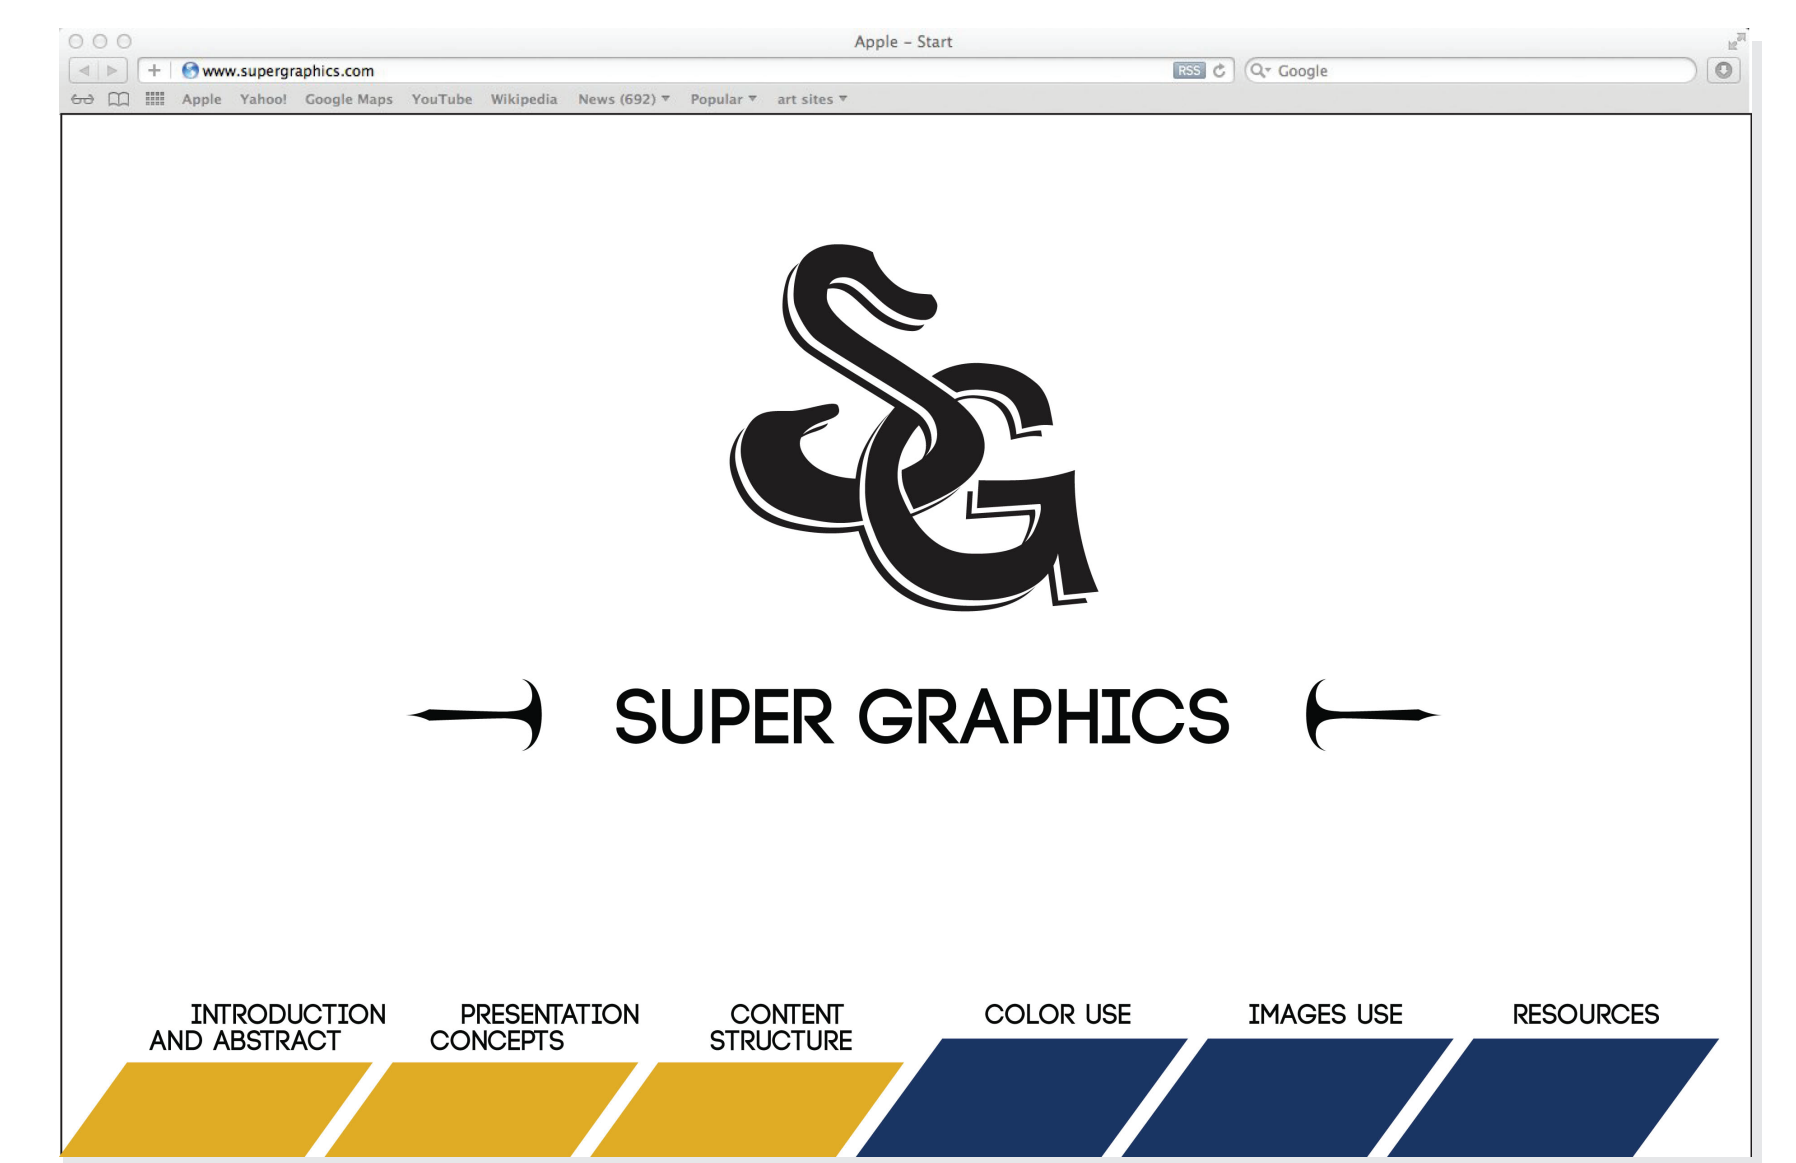 Apple – Start
www.supergraphics.com RSS Google
Apple Yahoo! Google Maps YouTube Wikipedia News (692) Popular art sites
SG
SUPER GRAPHICS
INTRODUCTION AND ABSTRACT
PRESENTATION CONCEPTS
CONTENT STRUCTURE
COLOR USE
IMAGES USE
RESOURCES